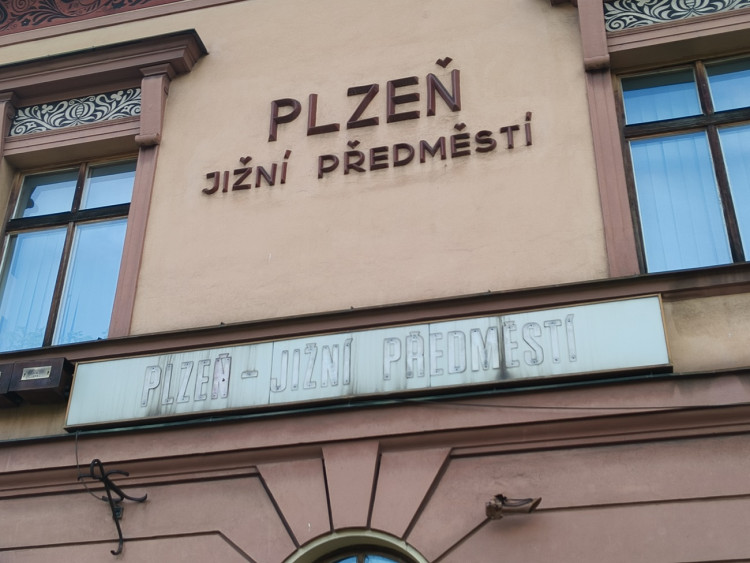 PLZEŇ
JIŽNÍ PŘEDMĚSTÍ
PLZEŇ - JIŽNÍ PŘEDMĚSTÍ